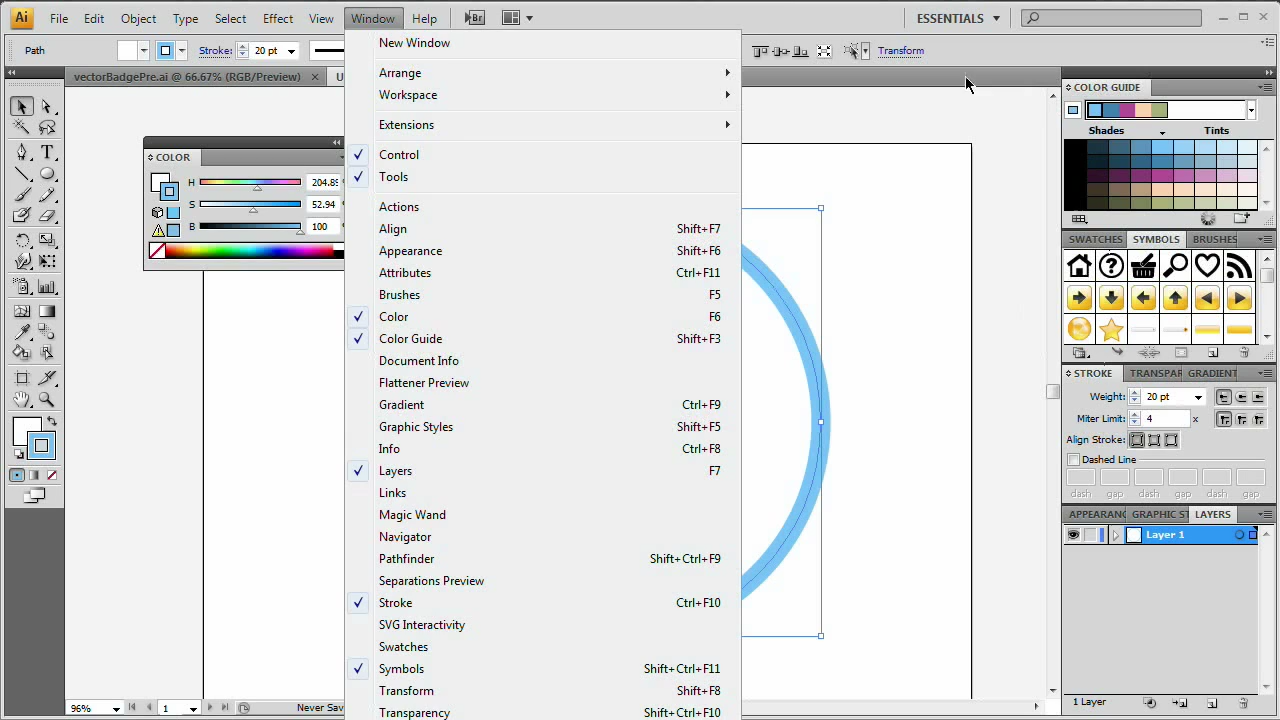 Ai File Edit Object Type Select Effect View Window Help Br ESSENTIALS
Path Stroke: 20 pt Transform
vectorBadgePre.ai @ 66.67% (RGB/Preview) × U
New Window
Arrange
Workspace
Extensions
Control
Tools
Actions
Align Shift+F7
Appearance Shift+F6
Attributes Ctrl+F11
Brushes F5
Color F6
Color Guide Shift+F3
Document Info
Flattener Preview
Gradient Ctrl+F9
Graphic Styles Shift+F5
Info Ctrl+F8
Layers F7
Links
Magic Wand
Navigator
Pathfinder Shift+Ctrl+F9
Separations Preview
Stroke Ctrl+F10
SVG Interactivity
Swatches
Symbols Shift+Ctrl+F11
Transform Shift+F8
Transparency Shift+Ctrl+F10
COLOR
H 204.85 °
S 52.94
B 100
COLOR GUIDE
Shades Tints
SWATCHES SYMBOLS BRUSHES
STROKE TRANSPAR GRADIENT
Weight: 20 pt
Miter Limit: 4 x
Align Stroke:
Dashed Line
dash gap dash gap dash gap
APPEARANC GRAPHIC ST LAYERS
Layer 1
1 Layer
96% 1 Never Sav